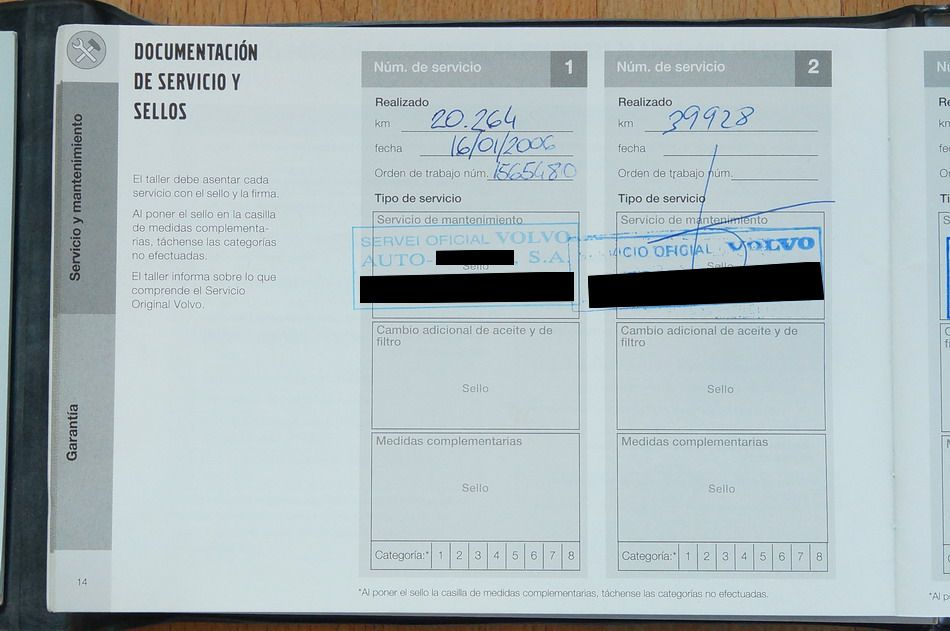 DOCUMENTACIÓN
DE SERVICIO Y
SELLOS
El taller debe asentar cada
servicio con el sello y la firma.
Al poner el sello en la casilla
de medidas complementa-
rias, táchense las categorías
no efectuadas.
El taller informa sobre lo que
comprende el Servicio
Original Volvo.
Servicio y mantenimiento
Garantía
14
Núm. de servicio 1
Realizado
km 20.264
fecha 16/01/2006
Orden de trabajo núm. 1565480
Tipo de servicio
Servicio de mantenimiento
SERVEI OFICIAL VOLVO
Sello
AUTO- S.A.
Cambio adicional de aceite y de
filtro
Sello
Medidas complementarias
Sello
Categoría:* 1 2 3 4 5 6 7 8
Núm. de servicio 2
Realizado
km 39928
fecha
Orden de trabajo núm.
Tipo de servicio
Servicio de mantenimiento
CIO OFICIAL VOLVO
Sello
Cambio adicional de aceite y de
filtro
Sello
Medidas complementarias
Sello
Categoría:* 1 2 3 4 5 6 7 8
*Al poner el sello la casilla de medidas complementarias, táchense las categorías no efectuadas.